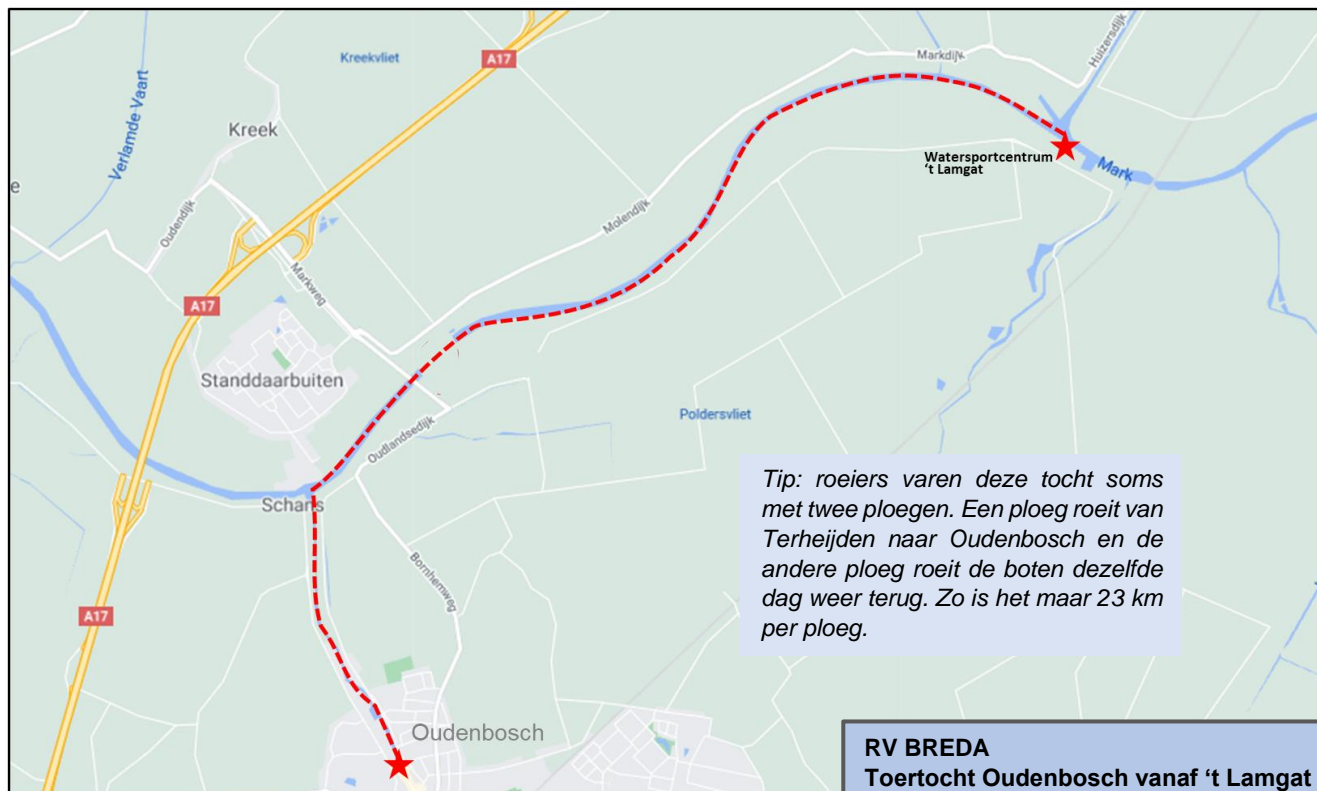 A17
Kreekvliet
Markdijk
Huizersdijk
Verlamde Vaart
Kreek
e
Watersportcentrum
‘t Lamgat
Mark
Oudendijk
Molendijk
Markweg
A17
Standdaarbuiten
Poldersvliet
Oudlandsedijk
Schans
Bornhemweg
A17
Tip: roeiers varen deze tocht soms
met twee ploegen. Een ploeg roeit van
Terheijden naar Oudenbosch en de
andere ploeg roeit de boten dezelfde
dag weer terug. Zo is het maar 23 km
per ploeg.
Oudenbosch
RV BREDA
Toertocht Oudenbosch vanaf ‘t Lamgat